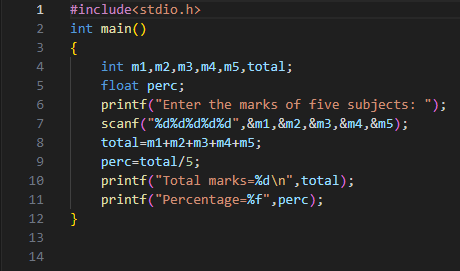 1 #include<stdio.h>
2 int main()
3 {
4     int m1,m2,m3,m4,m5,total;
5     float perc;
6     printf("Enter the marks of five subjects: ");
7     scanf("%d%d%d%d%d",&m1,&m2,&m3,&m4,&m5);
8     total=m1+m2+m3+m4+m5;
9     perc=total/5;
10     printf("Total marks=%d\n",total);
11     printf("Percentage=%f",perc);
12 }
13
14